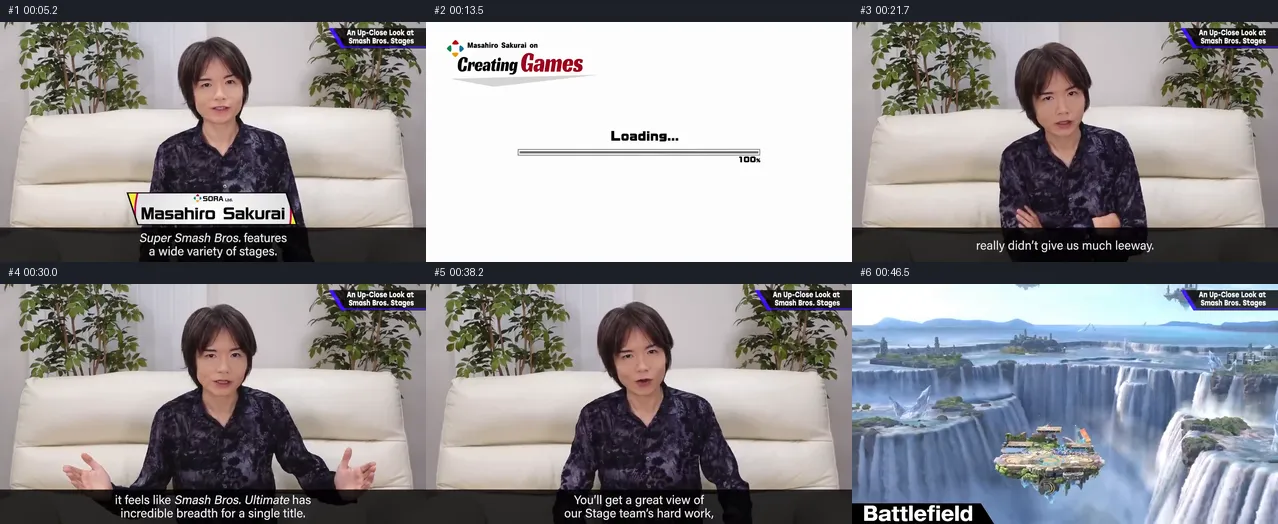 #1 00:05.2
An Up-Close Look at
Smash Bros. Stages
SORA LTD.
Masahiro Sakurai
Super Smash Bros. features
a wide variety of stages.
#2 00:13.5
Masahiro Sakurai on
Creating Games
Loading...
100%
#3 00:21.7
An Up-Close Look at
Smash Bros. Stages
really didn't give us much leeway.
#4 00:30.0
An Up-Close Look at
Smash Bros. Stages
it feels like Smash Bros. Ultimate has
incredible breadth for a single title.
#5 00:38.2
An Up-Close Look at
Smash Bros. Stages
You'll get a great view of
our Stage team's hard work,
#6 00:46.5
An Up-Close Look at
Smash Bros. Stages
Battlefield